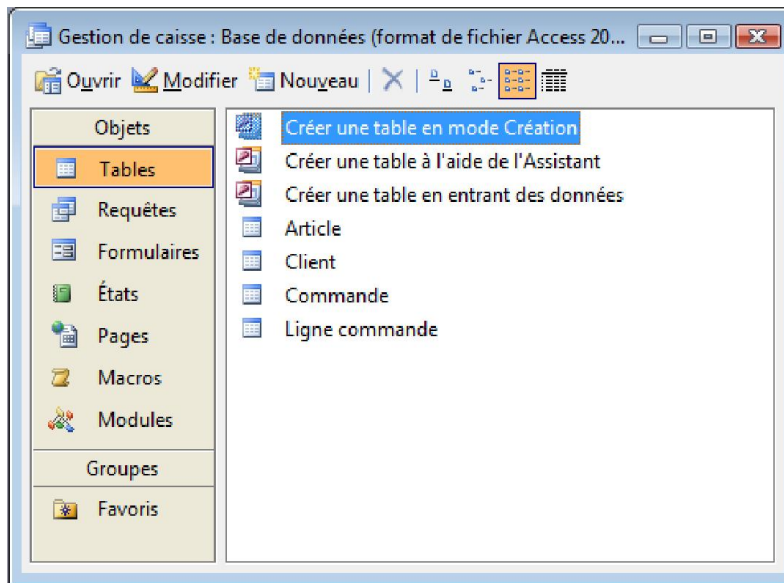 Gestion de caisse : Base de données (format de fichier Access 20...
Ouvrir Modifier Nouveau
Objets
Tables
Requêtes
Formulaires
États
Pages
Macros
Modules
Groupes
Favoris
Créer une table en mode Création
Créer une table à l'aide de l'Assistant
Créer une table en entrant des données
Article
Client
Commande
Ligne commande